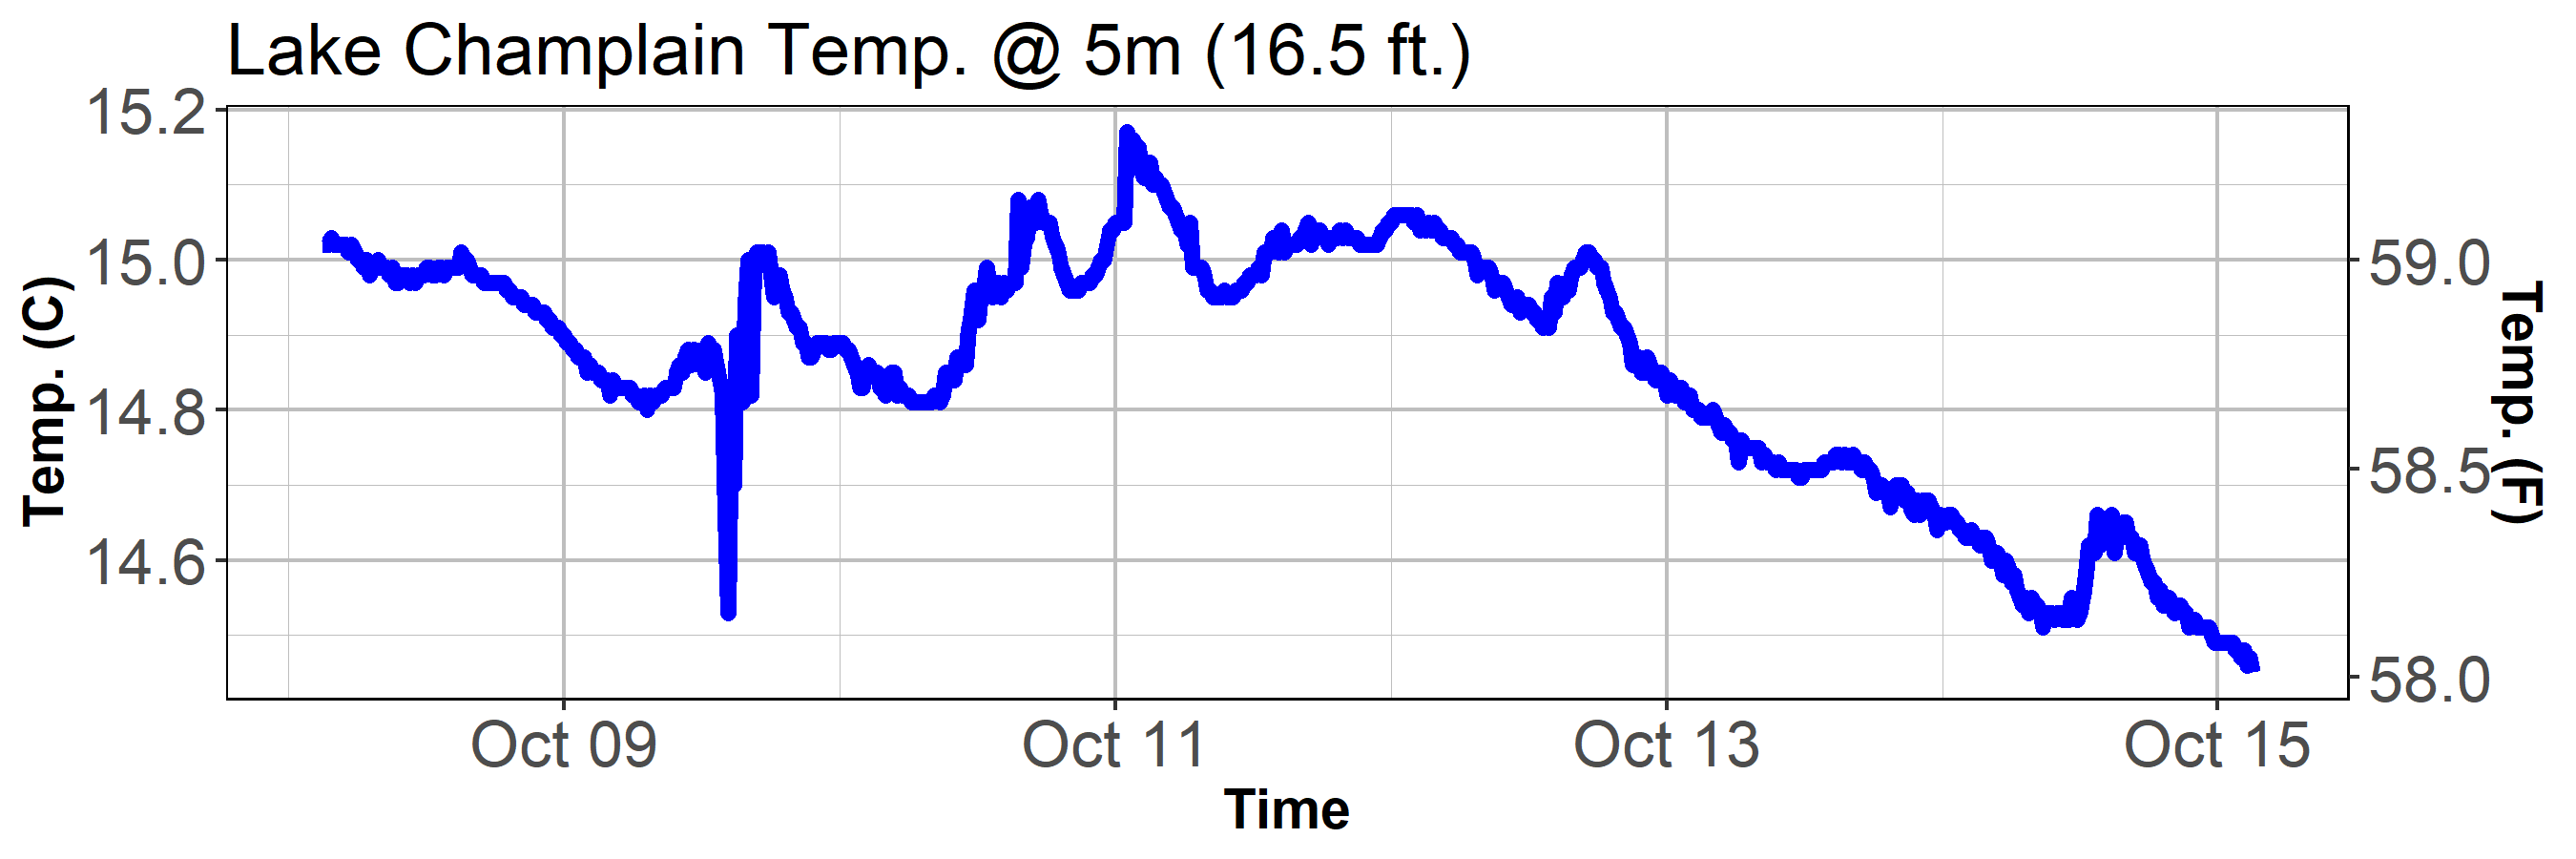 Lake Champlain Temp. @ 5m (16.5 ft.)
Temp. (C)
15.2
15.0
14.8
14.6
59.0
58.5
58.0
Temp. (F)
Oct 09 Oct 11 Oct 13 Oct 15
Time